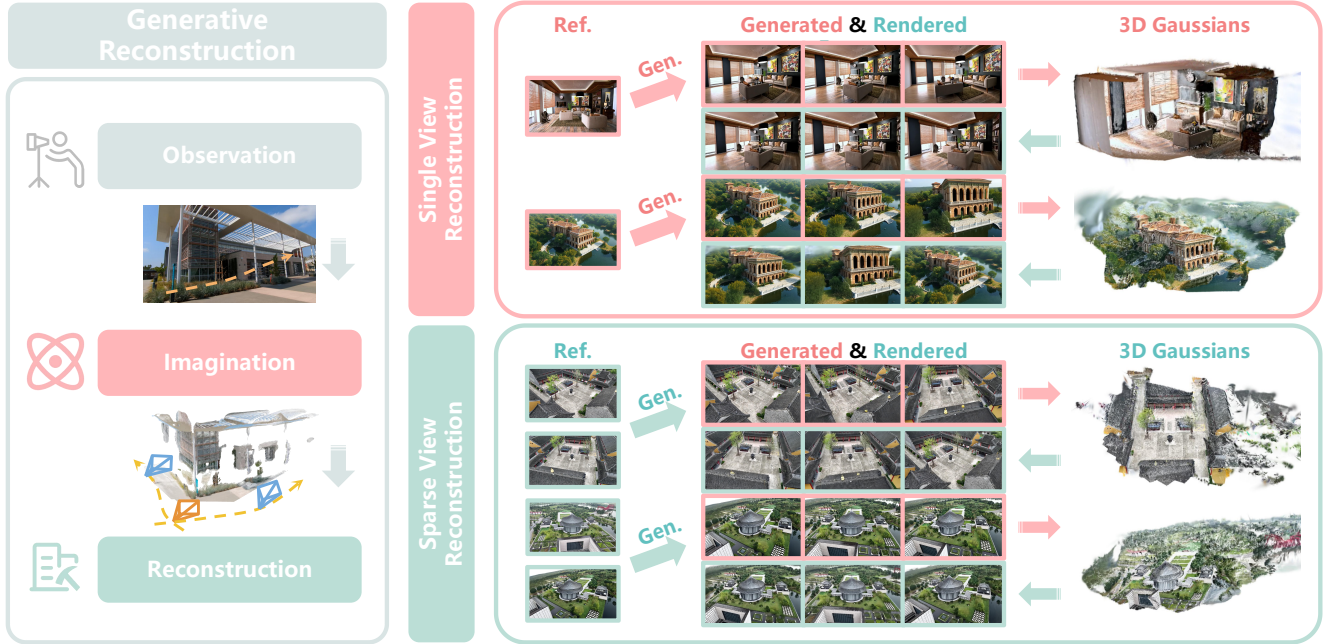 Generative
Reconstruction
Observation
Imagination
Reconstruction
Single View
Reconstruction
Ref.
Generated & Rendered
3D Gaussians
Gen.
Gen.
Sparse View
Reconstruction
Ref.
Generated & Rendered
3D Gaussians
Gen.
Gen.